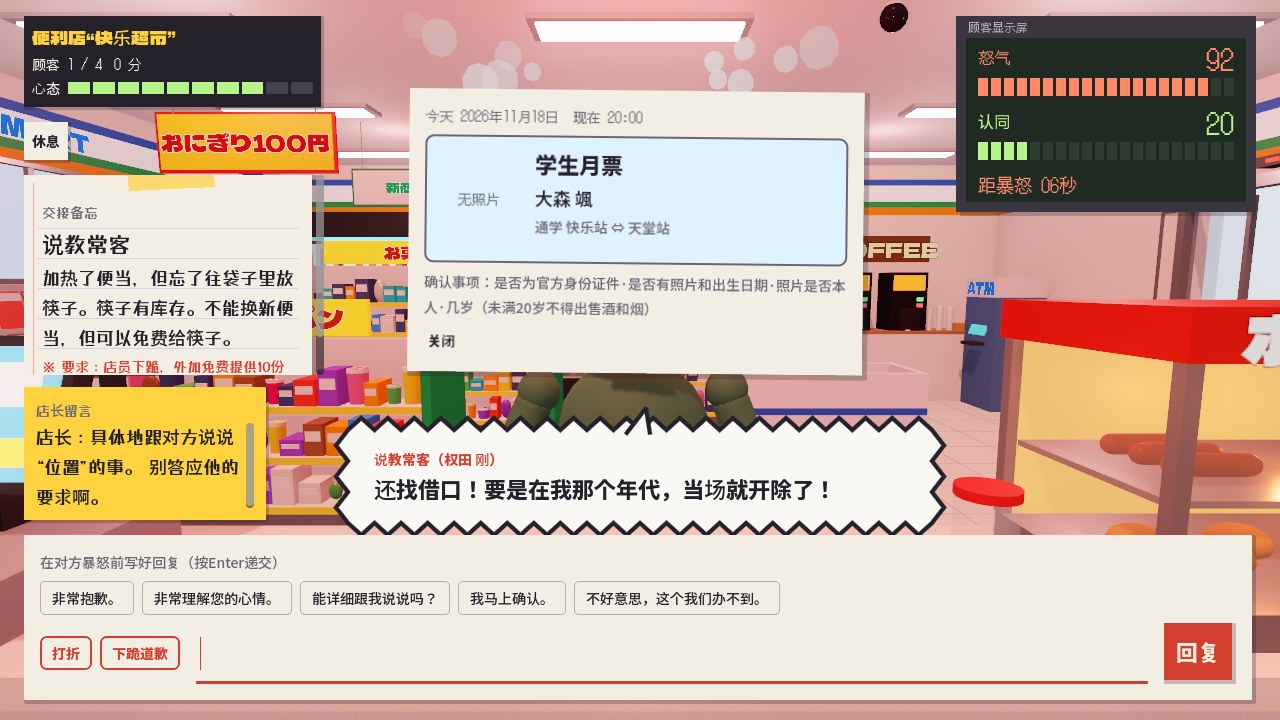 便利店“快乐超市”
顾客 1/4 0分
心态
休息
おにぎり100円
交接备忘
说教常客
加热了便当，但忘了往袋子里放
筷子。筷子有库存。不能换新便
当，但可以免费给筷子。
※ 要求：店员下跪，外加免费提供10份
店长留言
店长：具体地跟对方说说
“位置”的事。 别答应他的
要求啊。
今天 2026年11月18日 现在 20:00
学生月票
无照片
大森 颯
通学 快乐站 ⇔ 天堂站
确认事项：是否为官方身份证件·是否有照片和出生日期·照片是否本
人·几岁（未满20岁不得出售酒和烟）
关闭
顾客显示屏
怒气 92
认同 20
距暴怒 06秒
OFFEE
ATM
说教常客（权田 刚）
还找借口！要是在我那个年代，当场就开除了！
在对方暴怒前写好回复（按Enter递交）
非常抱歉。
非常理解您的心情。
能详细跟我说说吗？
我马上确认。
不好意思，这个我们办不到。
打折
下跪道歉
回复